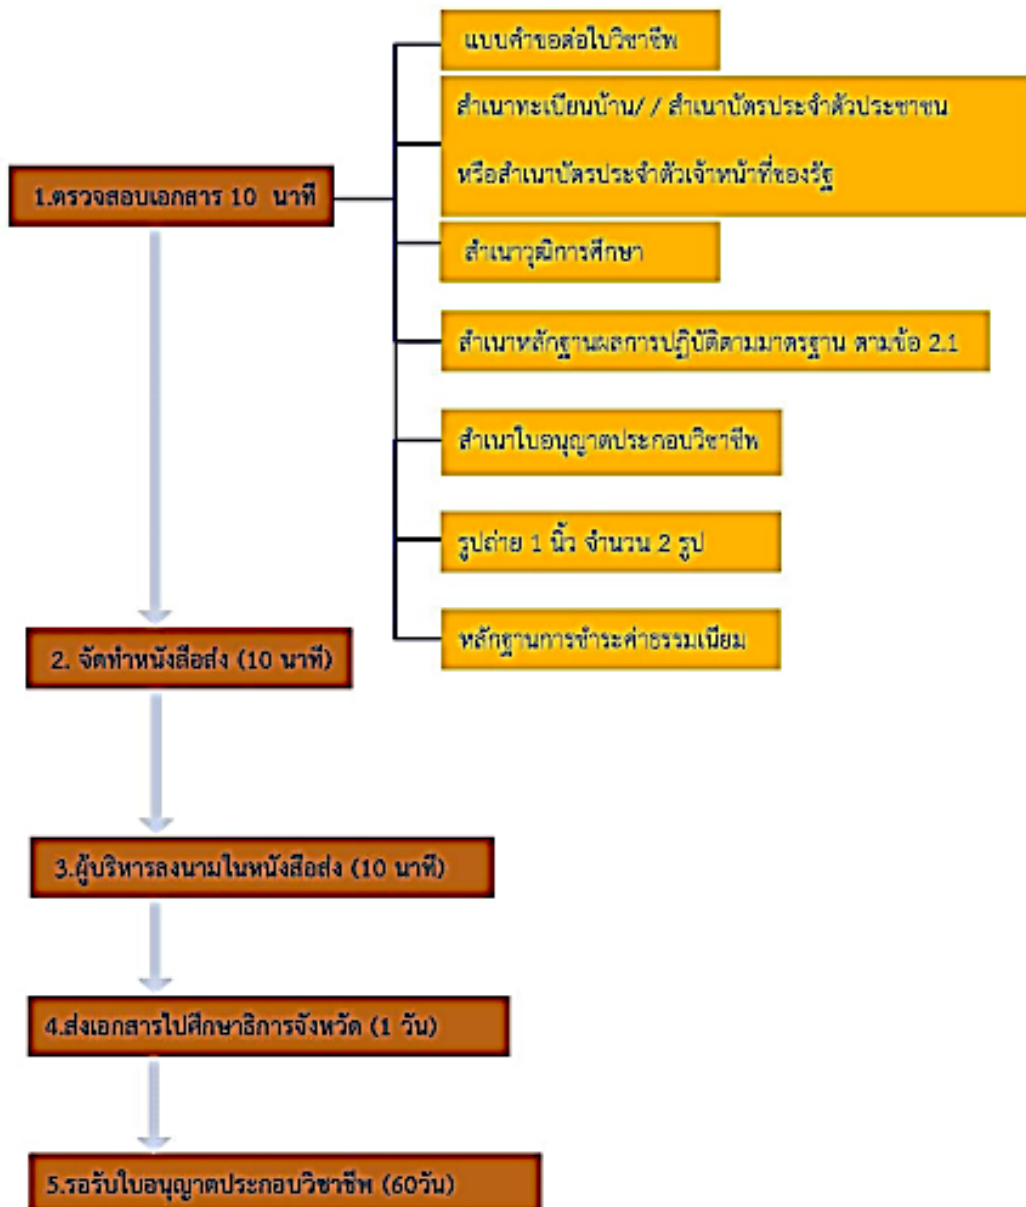 แบบคำขอต่อใบวิชาชีพ
สำเนาทะเบียนบ้าน/ / สำเนาบัตรประจำตัวประชาชน
หรือสำเนาบัตรประจำตัวเจ้าหน้าที่ของรัฐ
1.ตรวจสอบเอกสาร 10 นาที
สำเนาวุฒิการศึกษา
สำเนาหลักฐานผลการปฏิบัติตามมาตรฐาน ตามข้อ 2.1
สำเนาใบอนุญาตประกอบวิชาชีพ
รูปถ่าย 1 นิ้ว จำนวน 2 รูป
หลักฐานการชำระค่าธรรมเนียม
2. จัดทำหนังสือส่ง (10 นาที)
3.ผู้บริหารลงนามในหนังสือส่ง (10 นาที)
4.ส่งเอกสารไปศึกษาธิการจังหวัด (1 วัน)
5.รอรับใบอนุญาตประกอบวิชาชีพ (60วัน)